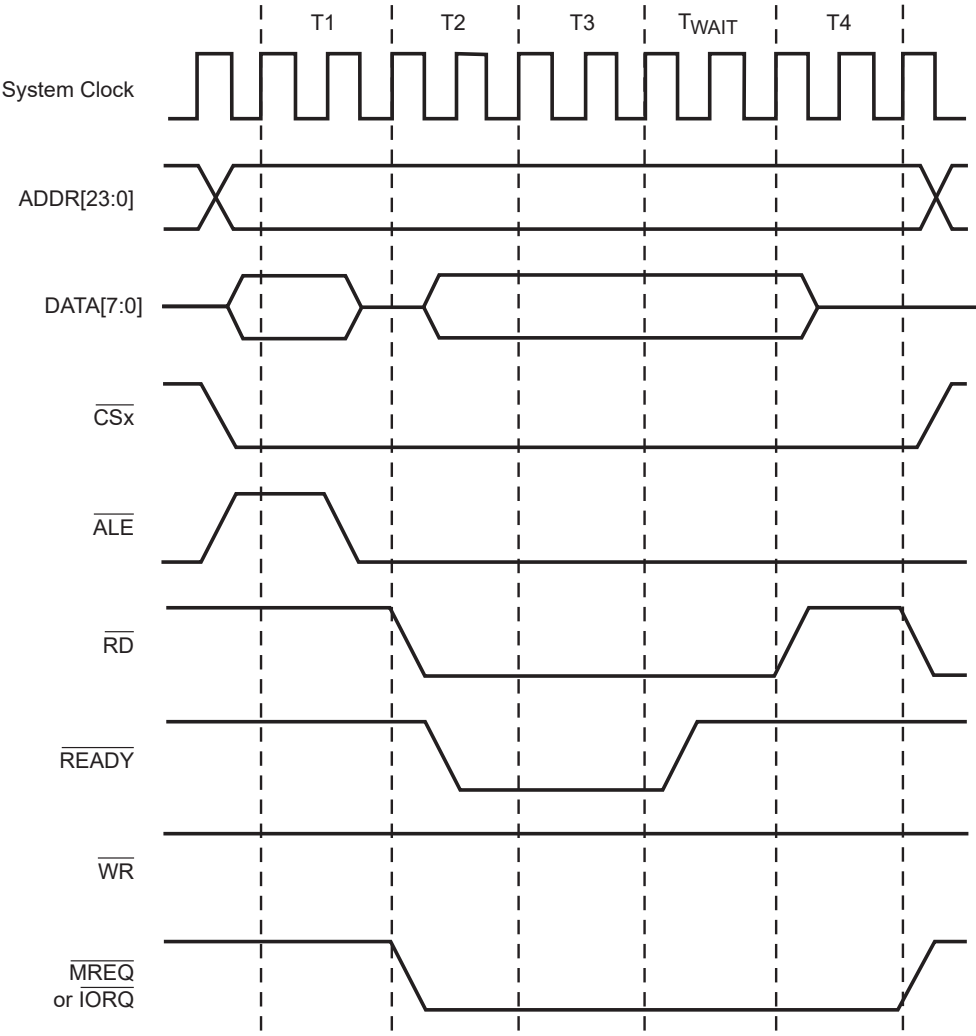 T1 T2 T3 TWAIT T4
System Clock
ADDR[23:0]
DATA[7:0]
CSx
ALE
RD
READY
WR
MREQ
or IORQ